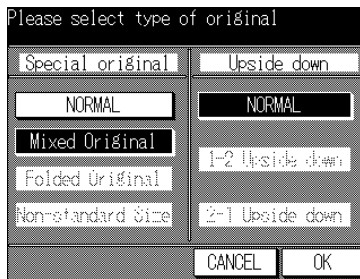 Please select type of original
Special original
Upside down
NORMAL
NORMAL
Mixed Original
1-2 Upside down
Folded Original
Non-standard Size
2-1 Upside down
CANCEL
OK